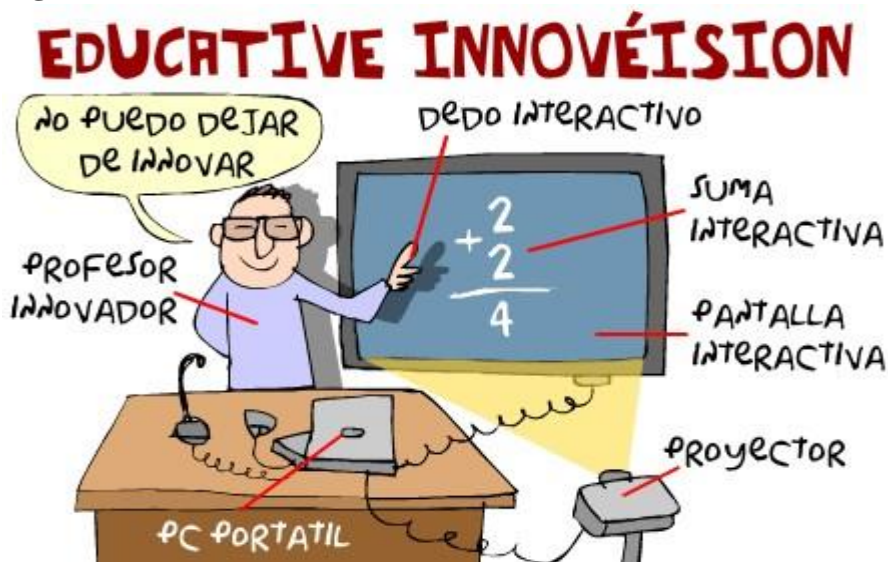 EDUCATIVE INNOVÉISION
NO PUEDO DEJAR
DE INNOVAR
DEDO INTERACTIVO
SUMA
INTERACTIVA
PROFESOR
INNOVADOR
+ 2
2
4
PANTALLA
INTERACTIVA
PROYECTOR
PC PORTATIL